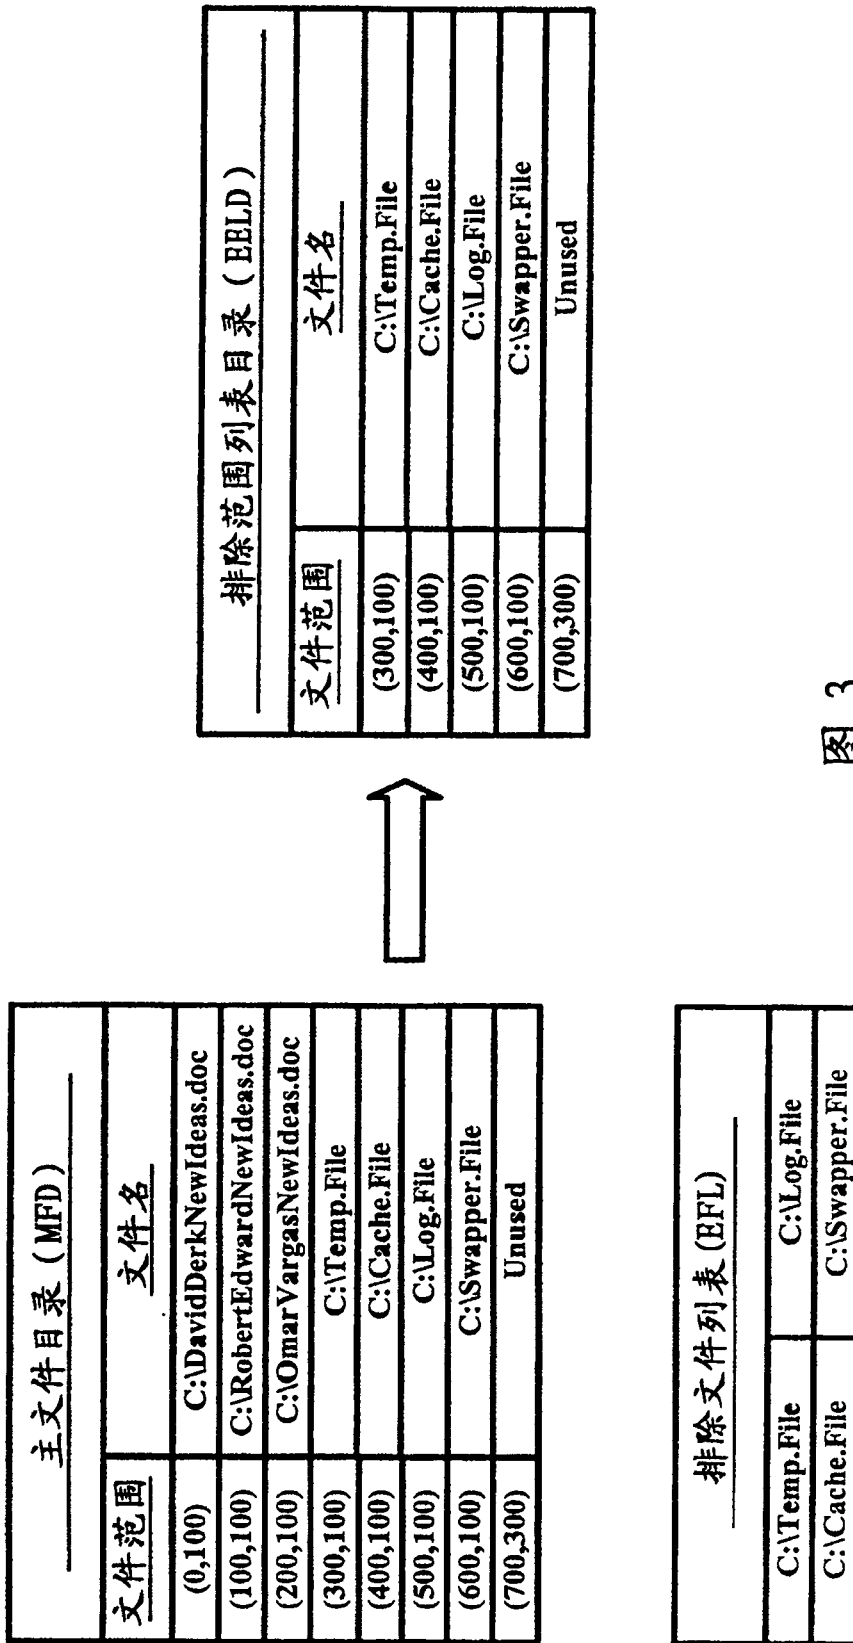 主文件目录 (MFD)
文件范围 文件名
(0,100) C:\DavidDerkNewIdeas.doc
(100,100) C:\RobertEdwardNewIdeas.doc
(200,100) C:\OmarVargasNewIdeas.doc
(300,100) C:\Temp.File
(400,100) C:\Cache.File
(500,100) C:\Log.File
(600,100) C:\Swapper.File
(700,300) Unused
排除文件列表 (EFL)
C:\Temp.File C:\Log.File
C:\Cache.File C:\Swapper.File
排除范围列表目录 (EELD)
文件范围 文件名
(300,100) C:\Temp.File
(400,100) C:\Cache.File
(500,100) C:\Log.File
(600,100) C:\Swapper.File
(700,300) Unused
图 3